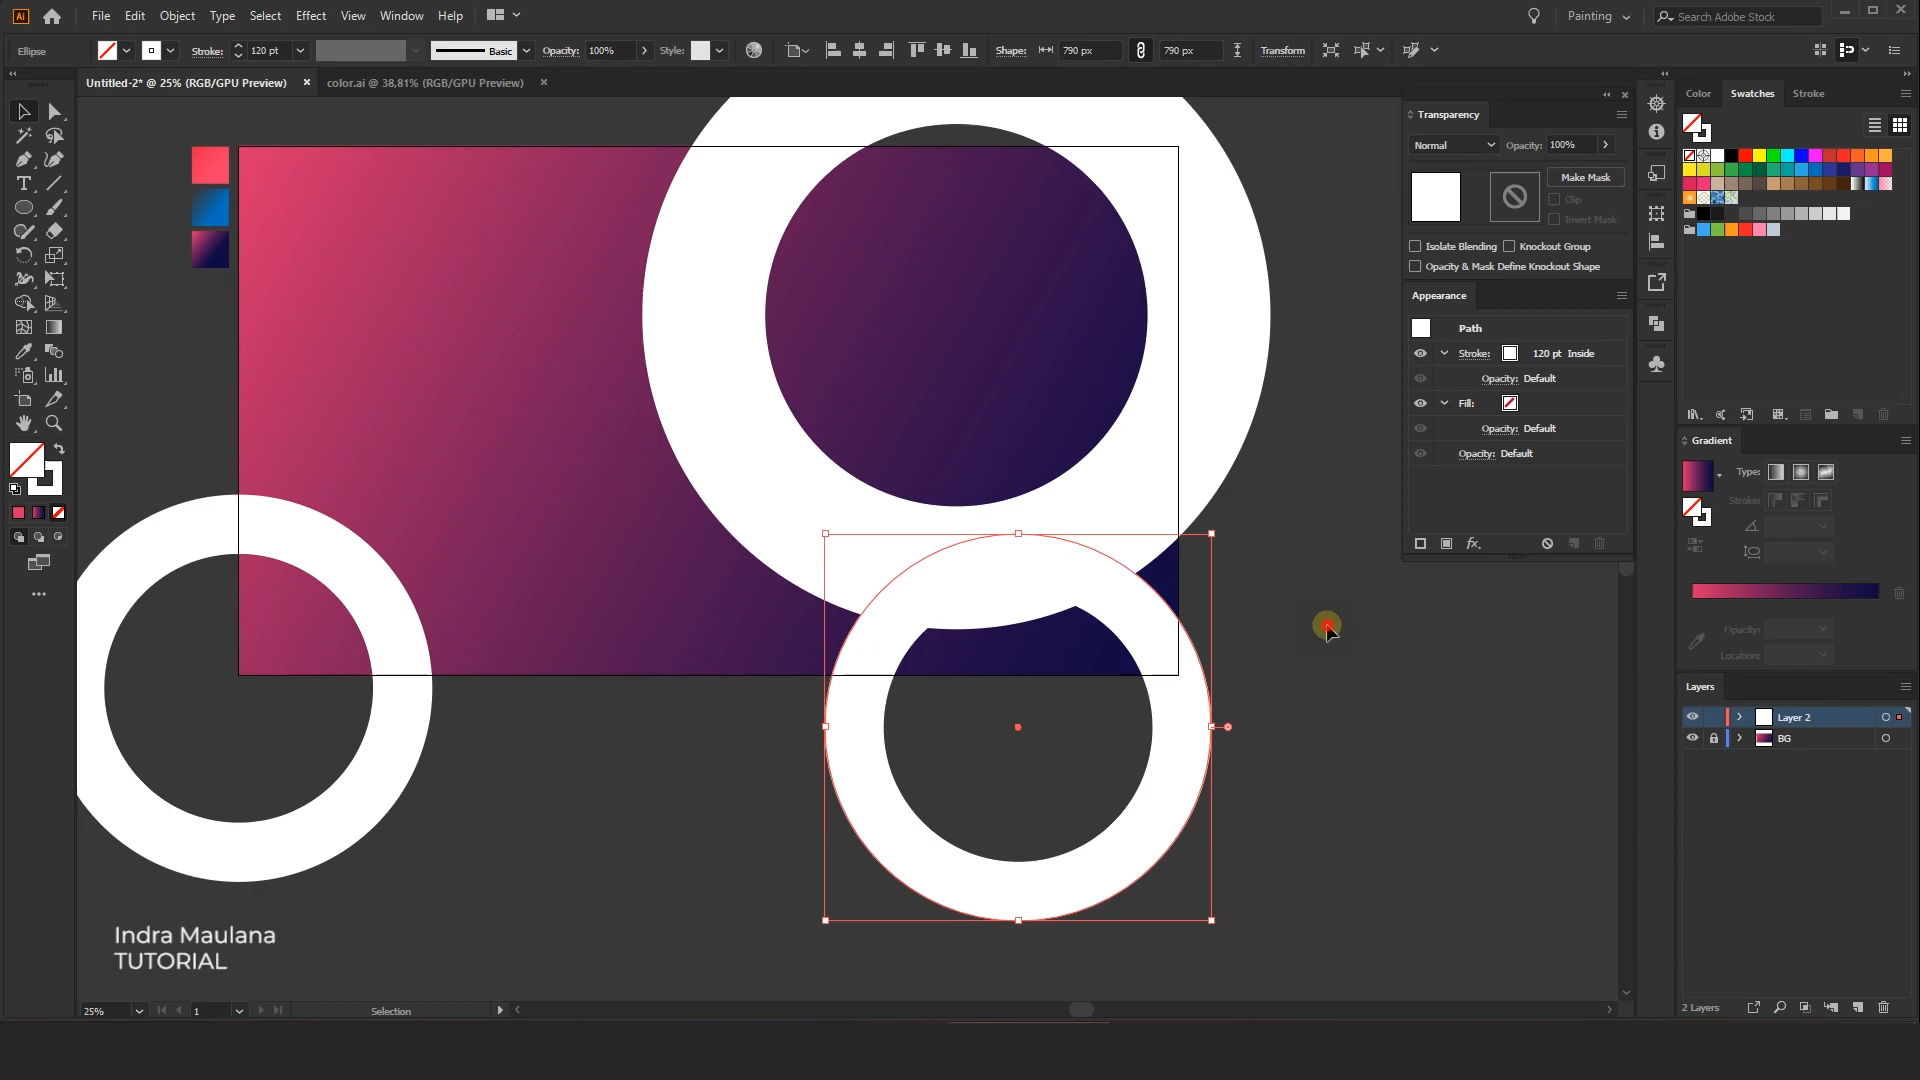 Ai File Edit Object Type Select Effect View Window Help Painting Search Adobe Stock
Ellipse Stroke: 120 pt Basic Opacity: 100% Style: Shape: 790 px 790 px Transform
Untitled-2* @ 25% (RGB/GPU Preview) color.ai @ 38,81% (RGB/GPU Preview)
Color Swatches Stroke
Transparency
Normal Opacity: 100%
Make Mask
Clip
Invert Mask
Isolate Blending Knockout Group
Opacity & Mask Define Knockout Shape
Appearance
Path
Stroke: 120 pt Inside
Opacity: Default
Fill:
Opacity: Default
Opacity: Default
fx
Gradient
Type:
Stroke:
Opacity:
Location:
Layers
Layer 2
BG
2 Layers
Indra Maulana
TUTORIAL
25% 1 Selection